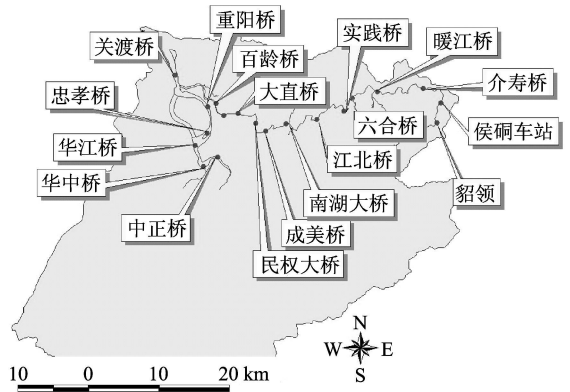 重阳桥
关渡桥
百龄桥
实践桥
暖江桥
忠孝桥
大直桥
介寿桥
华江桥
六合桥
侯硐车站
华中桥
江北桥
貂领
中正桥
南湖大桥
成美桥
民权大桥
N
W E
S
10 0 10 20 km